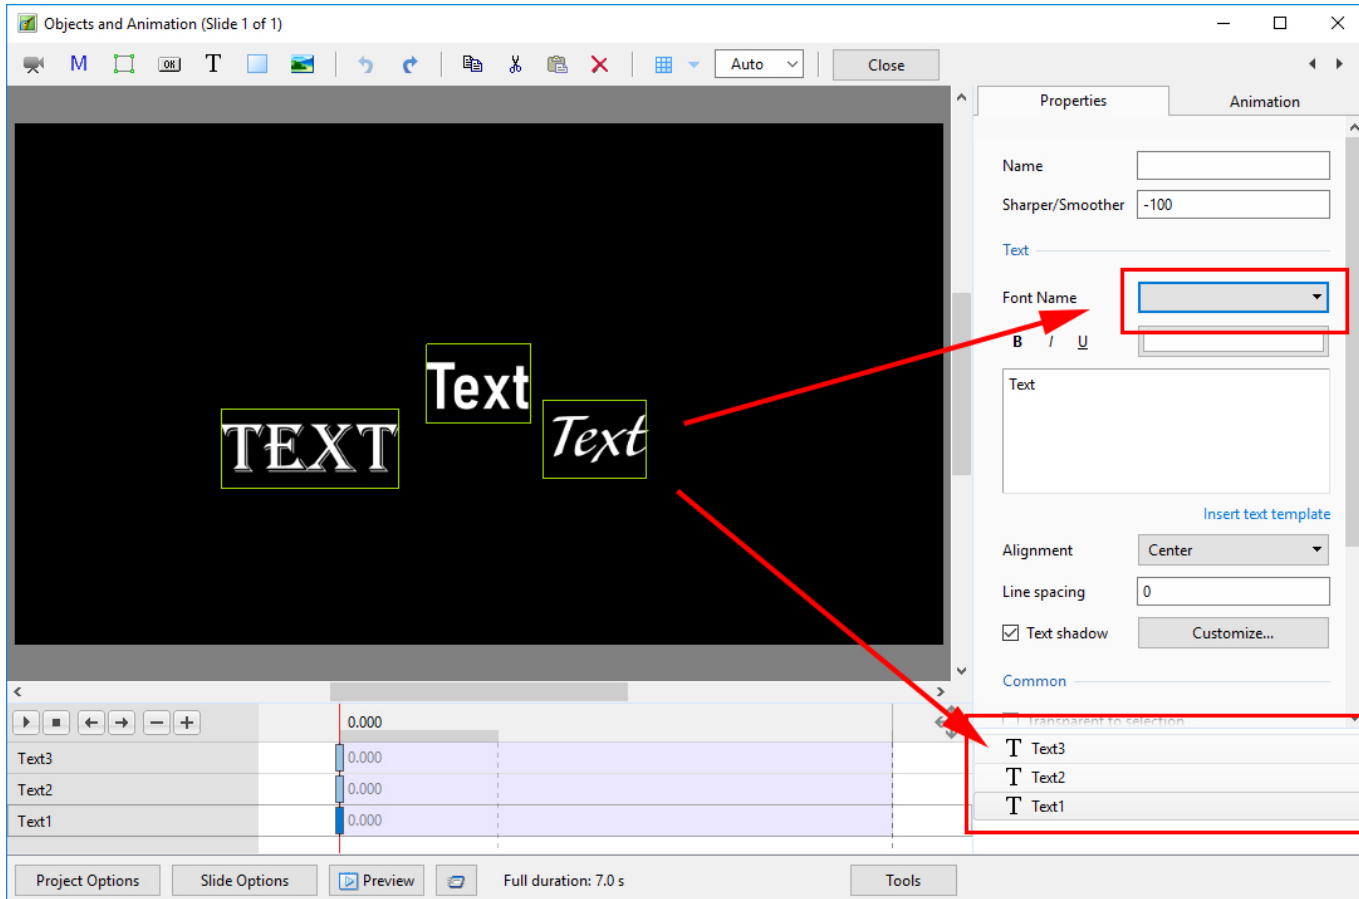 Objects and Animation (Slide 1 of 1)
M OK T Auto Close
Properties Animation
Name
Sharper/Smoother -100
Text
Font Name
B I U
Text
Insert text template
Alignment Center
Line spacing 0
Text shadow Customize...
Common
Transparent to selection
Text
TEXT
Text
0.000
Text3 0.000
Text2 0.000
Text1 0.000
T Text3
T Text2
T Text1
Project Options Slide Options Preview Full duration: 7.0 s Tools